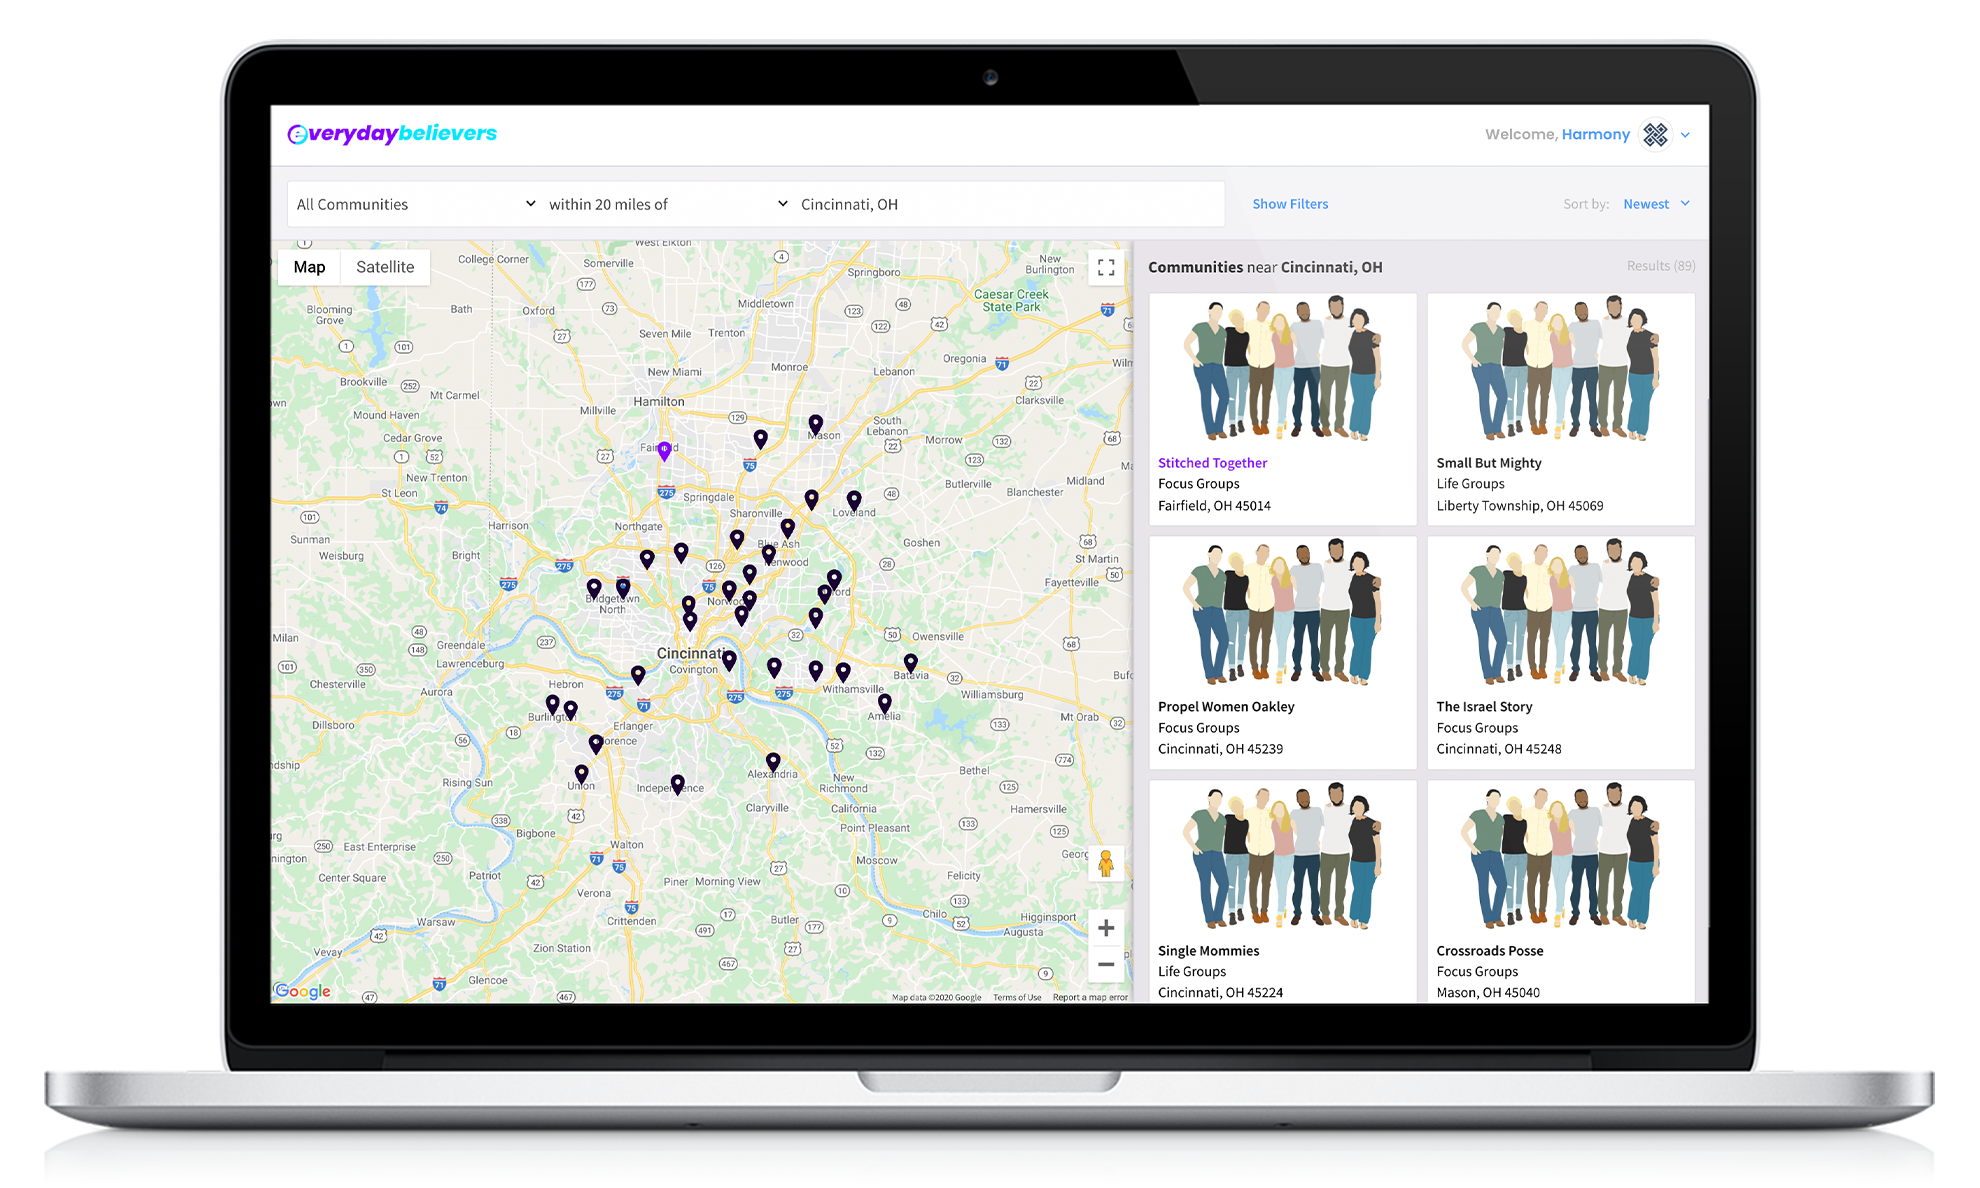 everydaybelievers
Welcome, Harmony
All Communities
within 20 miles of
Cincinnati, OH
Show Filters
Sort by: Newest
Map
Satellite
Communities near Cincinnati, OH
Results (89)
Stitched Together
Focus Groups
Fairfield, OH 45014
Small But Mighty
Life Groups
Liberty Township, OH 45069
Propel Women Oakley
Focus Groups
Cincinnati, OH 45239
The Israel Story
Focus Groups
Cincinnati, OH 45248
Single Mommies
Life Groups
Cincinnati, OH 45224
Crossroads Posse
Focus Groups
Mason, OH 45040
West Elkton
College Corner
Somerville
Springboro
New
Burlington
Caesar Creek
State Park
Blooming
Grove
Bath
Oxford
Middletown
Seven Mile
Trenton
Oregonia
Brookville
Mt Carmel
New Miami
Monroe
Lebanon
Hamilton
Clarksville
Mound Haven
Millville
South
Lebanon
Cedar Grove
Mason
Morrow
New Trenton
Butlerville
Midland
St Leon
Springdale
Blanchester
Sharonville
Loveland
Harrison
Northgate
Sunman
Weisburg
Bright
Blue Ash
Goshen
St Martin
Fayetteville
Bridgetown
North
Milan
Greendale
Owensville
Lawrenceburg
Cincinnati
Covington
Chesterville
Aurora
Hebron
Withamsville
Batavia
Williamsburg
Dillsboro
Burlington
Erlanger
Amelia
Mt Orab
Rising Sun
Union
Independence
Alexandria
New
Richmond
Bethel
Claryville
California
Hamersville
Point Pleasant
Bigbone
East Enterprise
Walton
Moscow
Center Square
Patriot
Verona
Piner
Morning View
Felicity
Warsaw
Crittenden
Butler
Chilo
Higginsport
Augusta
Vevay
Zion Station
Glencoe
Google
Map data ©2020 Google
Terms of Use
Report a map error